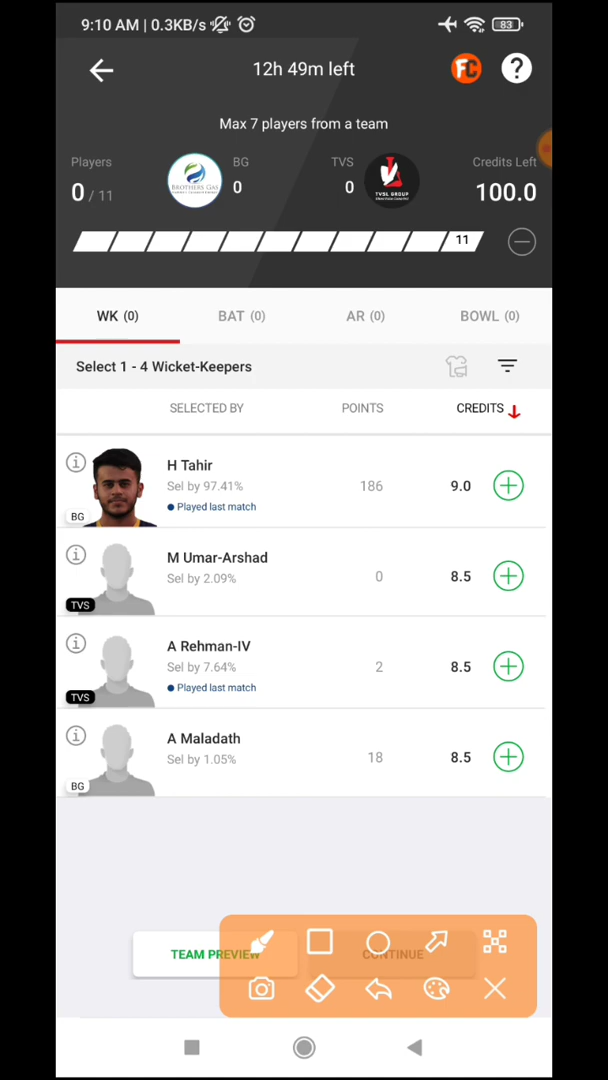 9:10 AM | 0.3KB/s
83
12h 49m left
FC
?
Max 7 players from a team
Players
BG
TVS
Credits Left
0 / 11
BROTHERS GAS
0
0
TVSL GROUP
100.0
11
WK (0)
BAT (0)
AR (0)
BOWL (0)
Select 1 - 4 Wicket-Keepers
SELECTED BY
POINTS
CREDITS
H Tahir
Sel by 97.41%
186
9.0
Played last match
BG
M Umar-Arshad
Sel by 2.09%
0
8.5
TVS
A Rehman-IV
Sel by 7.64%
2
8.5
Played last match
TVS
A Maladath
Sel by 1.05%
18
8.5
BG
TEAM PREVIEW
CONTINUE